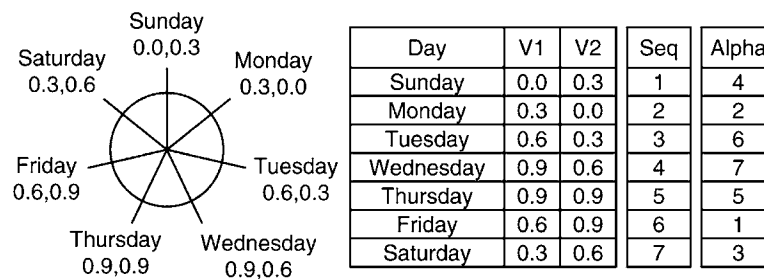 Sunday
0.0,0.3
Saturday
0.3,0.6
Monday
0.3,0.0
Friday
0.6,0.9
Tuesday
0.6,0.3
Thursday
0.9,0.9
Wednesday
0.9,0.6
Day V1 V2 Seq Alpha
Sunday 0.0 0.3 1 4
Monday 0.3 0.0 2 2
Tuesday 0.6 0.3 3 6
Wednesday 0.9 0.6 4 7
Thursday 0.9 0.9 5 5
Friday 0.6 0.9 6 1
Saturday 0.3 0.6 7 3